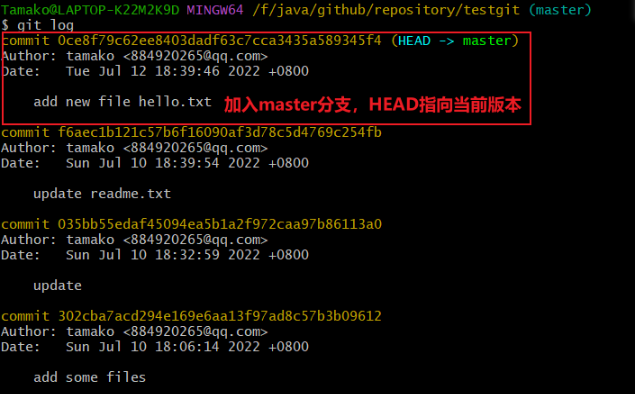 Tamako@LAPTOP-K22M2K9D MINGW64 /f/java/github/repository/testgit (master)
$ git log
commit 0ce8f79c62ee8403dadf63c7cca3435a589345f4 (HEAD -> master)
Author: tamako <884920265@qq.com>
Date:   Tue Jul 12 18:39:46 2022 +0800
add new file hello.txt 加入master分支，HEAD指向当前版本
commit f6aec1b121c57b6f16090af3d78c5d4769c254fb
Author: tamako <884920265@qq.com>
Date:   Sun Jul 10 18:39:54 2022 +0800
update readme.txt
commit 035bb55edaf45094ea5b1a2f972caa97b86113a0
Author: tamako <884920265@qq.com>
Date:   Sun Jul 10 18:32:59 2022 +0800
update
commit 302cba7acd294e169e6aa13f97ad8c57b3b09612
Author: tamako <884920265@qq.com>
Date:   Sun Jul 10 18:06:14 2022 +0800
add some files